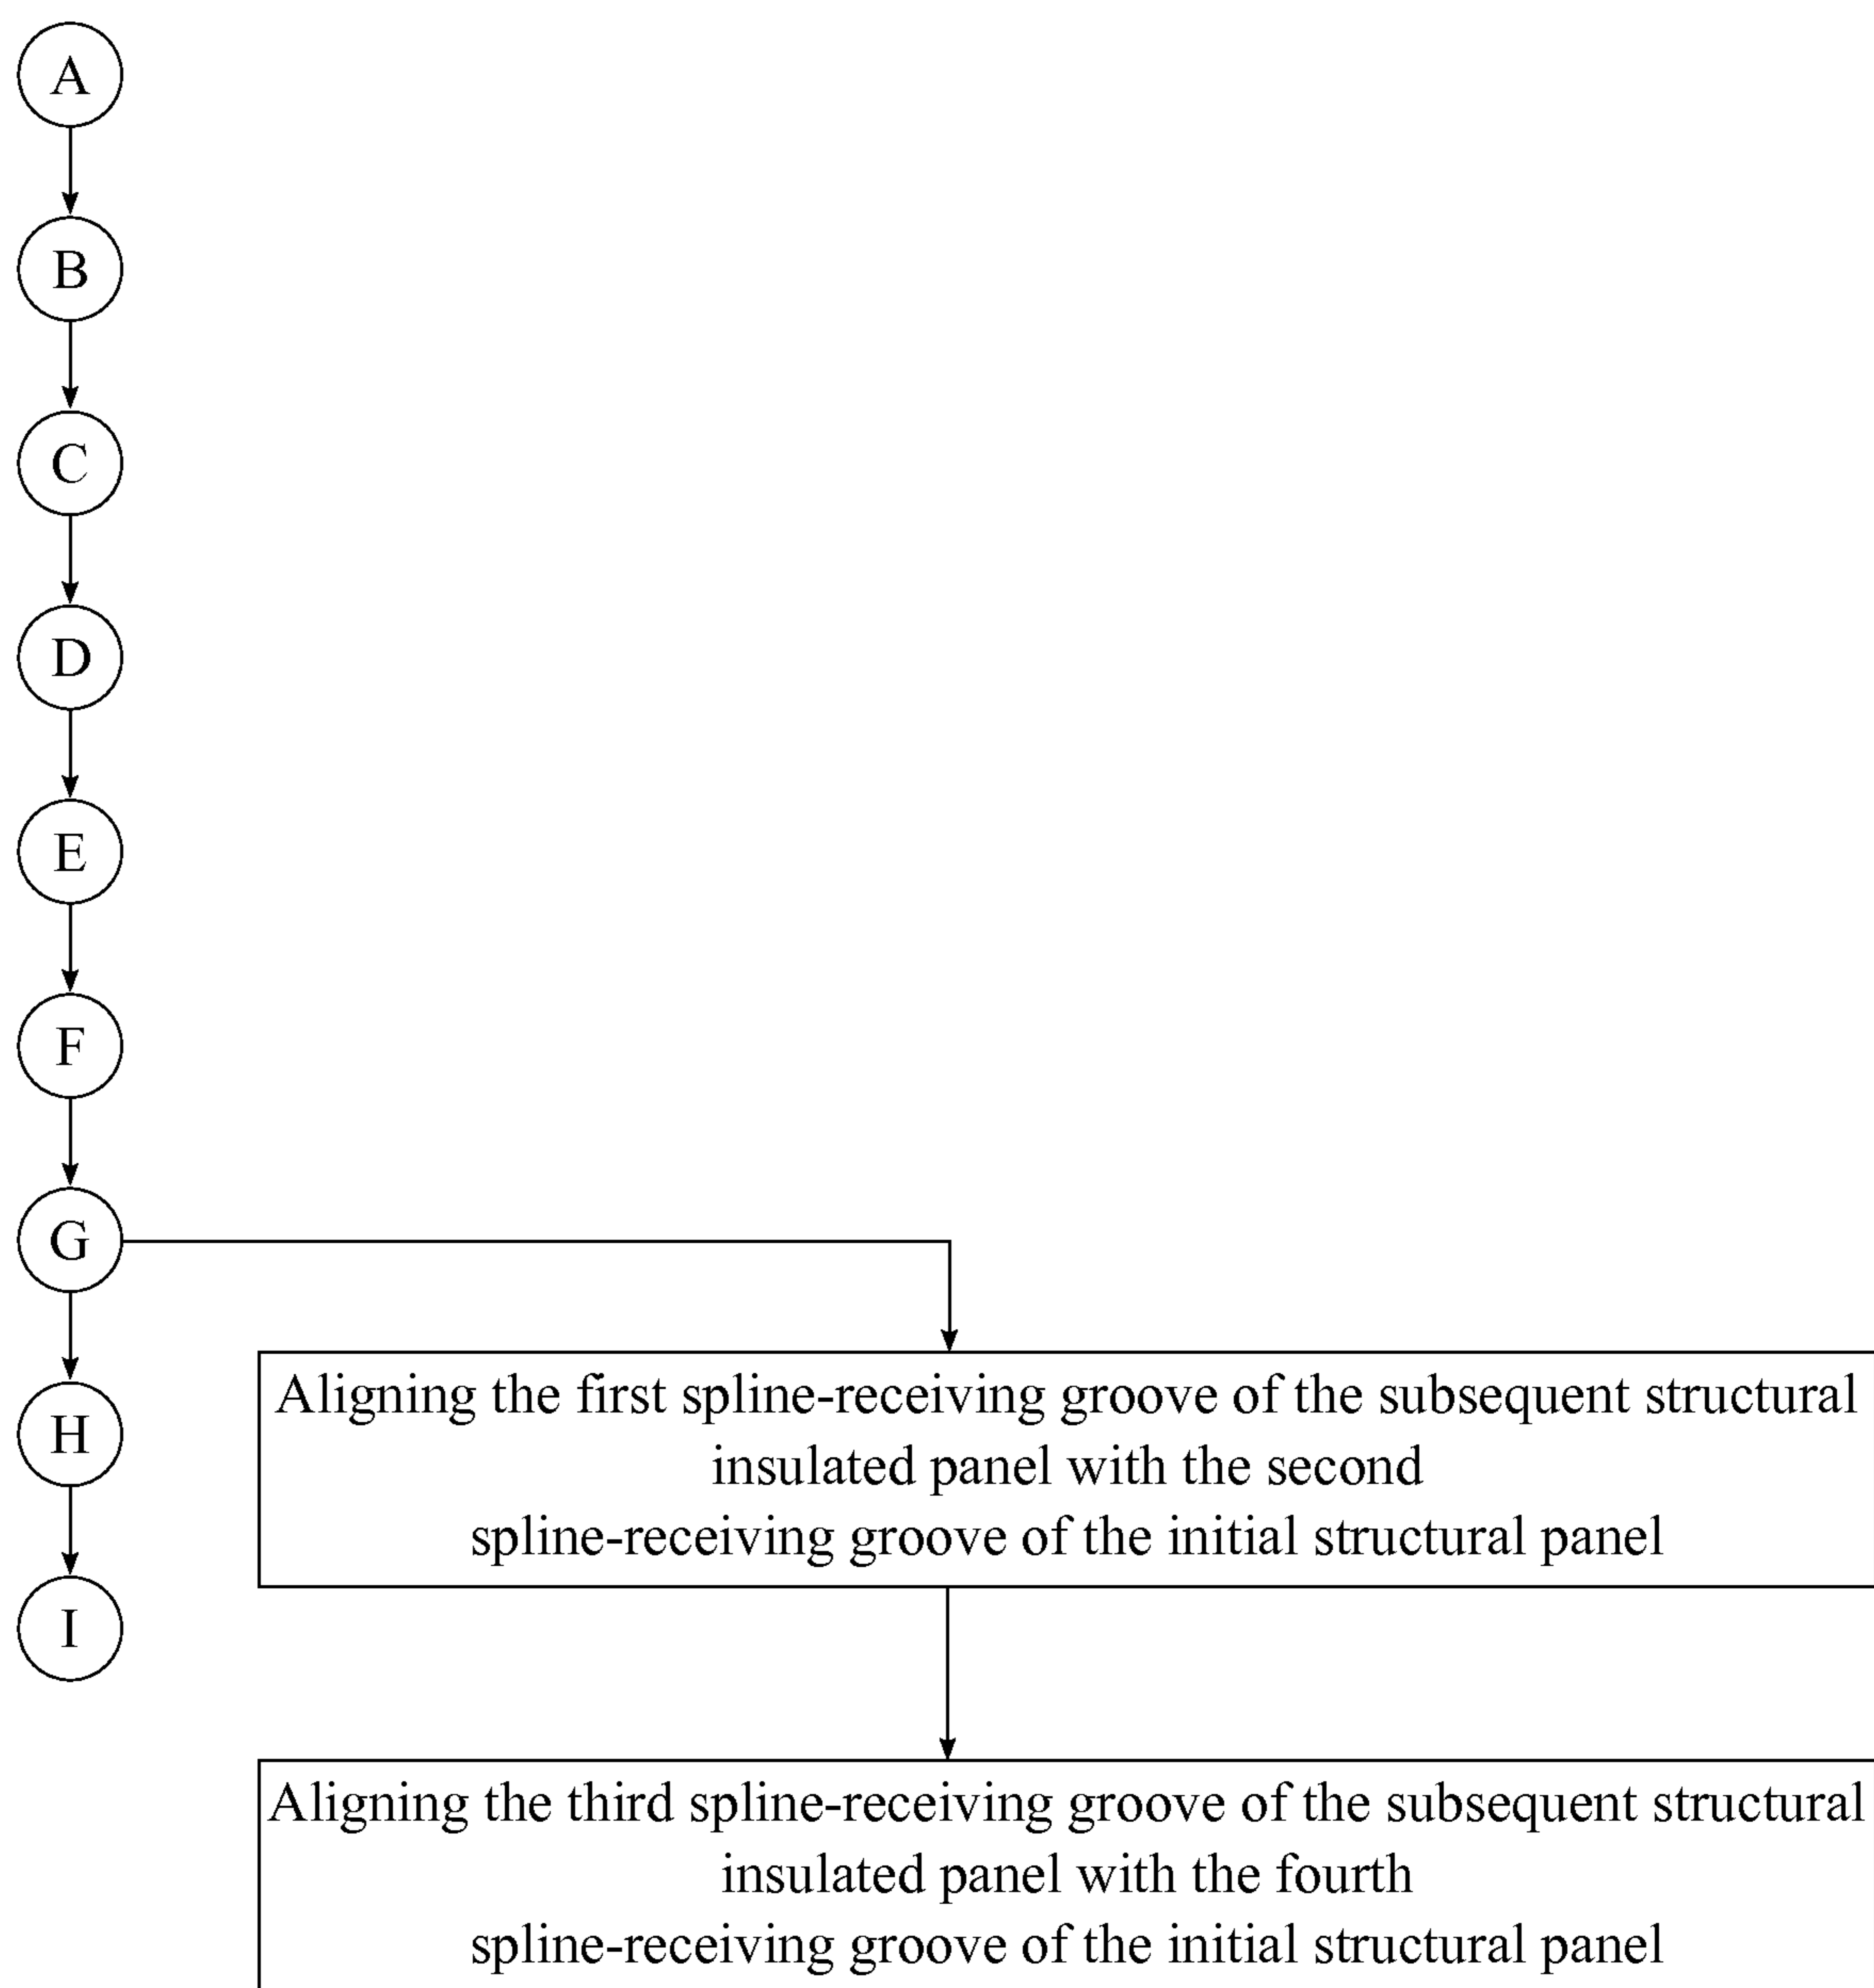 A
B
C
D
E
F
G
H
I
Aligning the first spline-receiving groove of the subsequent structural
insulated panel with the second
spline-receiving groove of the initial structural panel
Aligning the third spline-receiving groove of the subsequent structural
insulated panel with the fourth
spline-receiving groove of the initial structural panel